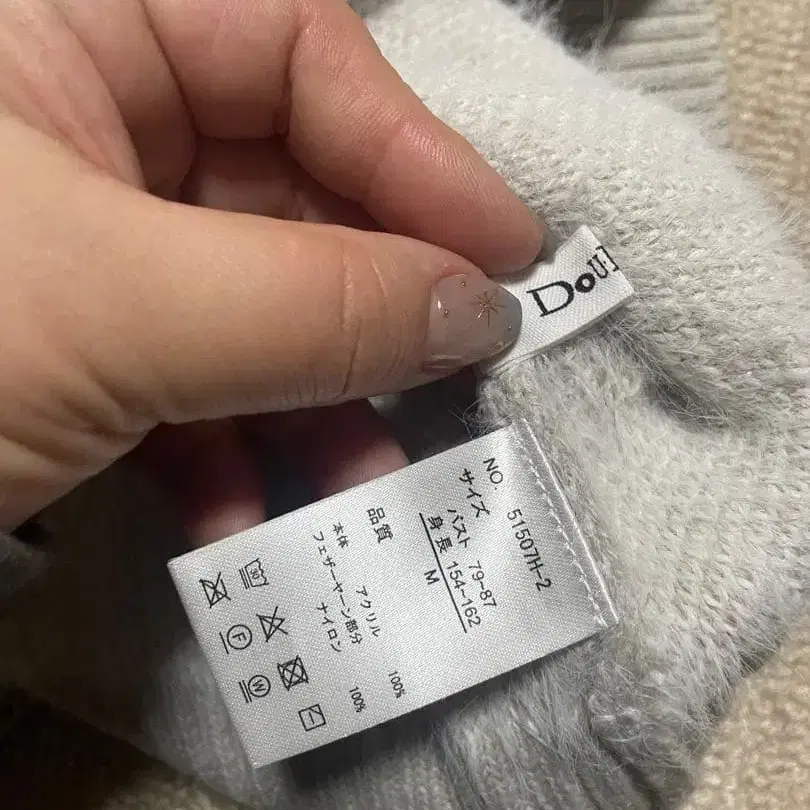 Dou
NO. 51507H-2
サイズ
バスト 79~87
身長 154~162
M
品質
本体 アクリル 100%
フェザーヤーン部分
ナイロン 100%
30
F
W